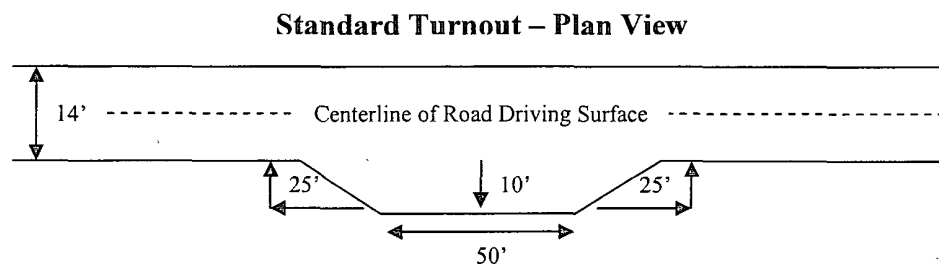 Standard Turnout – Plan View
14’
Centerline of Road Driving Surface
25’
10’
25’
50’